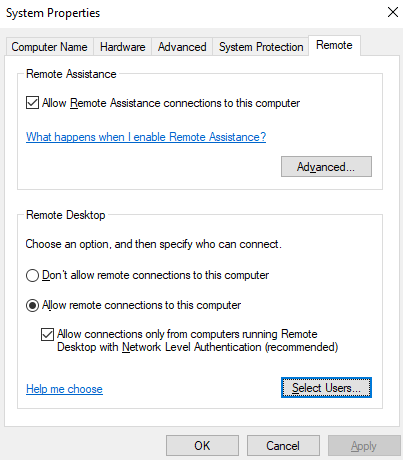 System Properties
Computer Name Hardware Advanced System Protection Remote
Remote Assistance
Allow Remote Assistance connections to this computer
What happens when I enable Remote Assistance?
Advanced...
Remote Desktop
Choose an option, and then specify who can connect.
Don't allow remote connections to this computer
Allow remote connections to this computer
Allow connections only from computers running Remote
Desktop with Network Level Authentication (recommended)
Help me choose
Select Users...
OK Cancel Apply